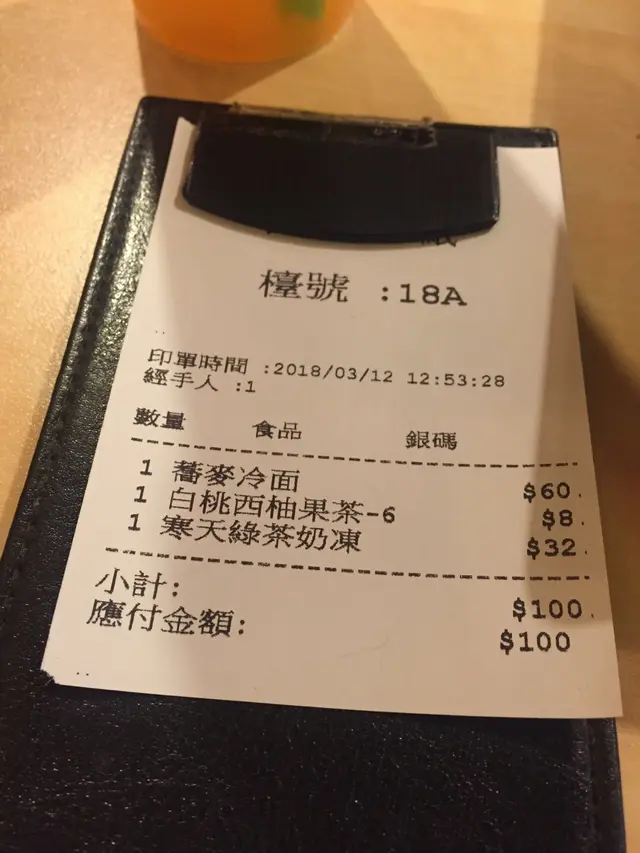 檯號 :18A
印單時間 :2018/03/12 12:53:28
經手人 :1
數量 食品 銀碼
1 蕎麥冷面 $60.
1 白桃西柚果茶-6 $8.
1 寒天綠茶奶凍 $32.
小計: $100.
應付金額: $100